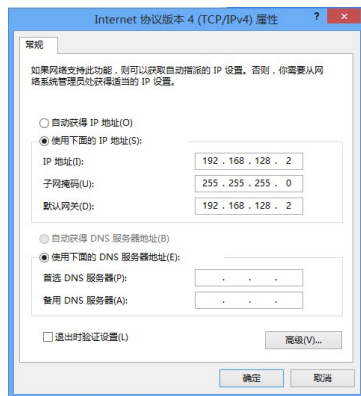 Internet 协议版本 4 (TCP/IPv4) 属性
常规
如果网络支持此功能，则可以获取自动指派的 IP 设置。否则，你需要从网
络系统管理员处获得适当的 IP 设置。
自动获得 IP 地址(O)
使用下面的 IP 地址(S):
IP 地址(I): 192 . 168 . 128 . 2
子网掩码(U): 255 . 255 . 255 . 0
默认网关(D): 192 . 168 . 128 . 2
自动获得 DNS 服务器地址(B)
使用下面的 DNS 服务器地址(E):
首选 DNS 服务器(P): . . .
备用 DNS 服务器(A): . . .
退出时验证设置(L)
高级(V)...
确定 取消